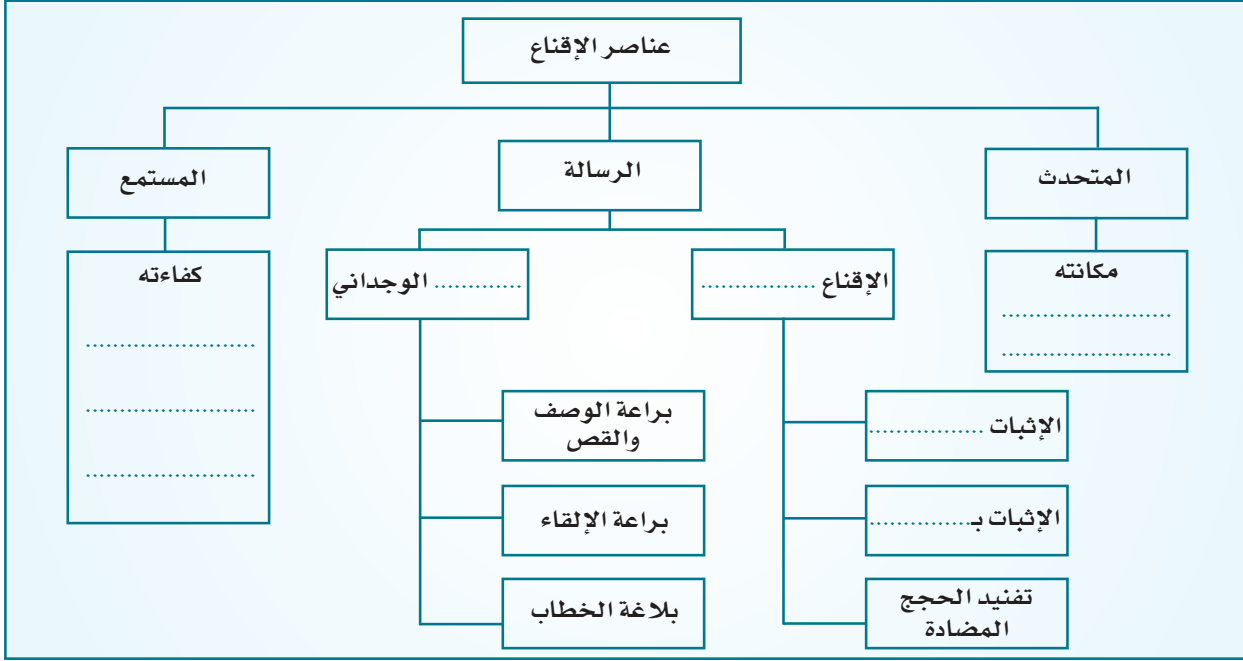 عناصر الإقناع
المتحدث
الرسالة
المستمع
مكانته
........................
........................
الإقناع .................
............. الوجداني
كفاءته
........................
........................
........................
الإثبات .................
الإثبات بـ...............
تفنيد الحجج
المضادة
براعة الوصف
والقص
براعة الإلقاء
بلاغة الخطاب